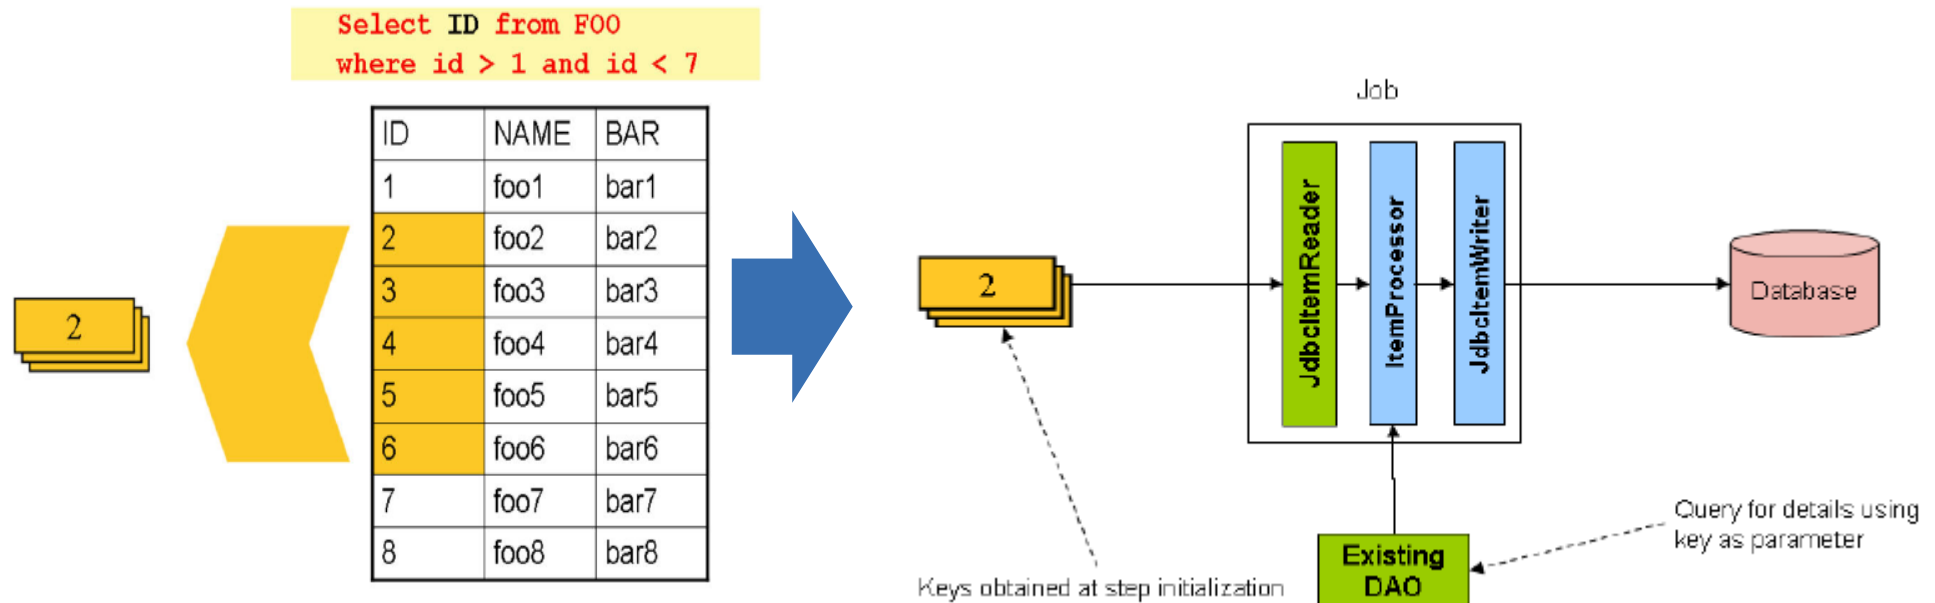 Select ID from FOO
where id > 1 and id < 7
ID NAME BAR
1 foo1 bar1
2 foo2 bar2
3 foo3 bar3
4 foo4 bar4
5 foo5 bar5
6 foo6 bar6
7 foo7 bar7
8 foo8 bar8
2
Job
2
JdbcItemReader
ItemProcessor
JdbcItemWriter
Database
Existing
DAO
Query for details using
key as parameter
Keys obtained at step initialization